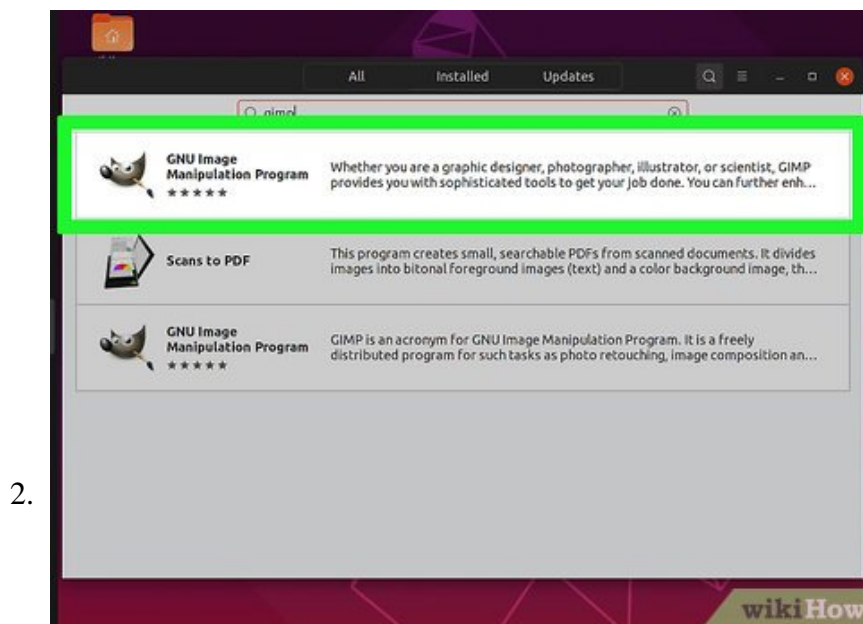 All Installed Updates
gimp
GNU Image
Manipulation Program
Whether you are a graphic designer, photographer, illustrator, or scientist, GIMP
provides you with sophisticated tools to get your job done. You can further enh...
Scans to PDF
This program creates small, searchable PDFs from scanned documents. It divides
images into bitonal foreground images (text) and a color background image, th...
GNU Image
Manipulation Program
GIMP is an acronym for GNU Image Manipulation Program. It is a freely
distributed program for such tasks as photo retouching, image composition an...
2.
wikiHow